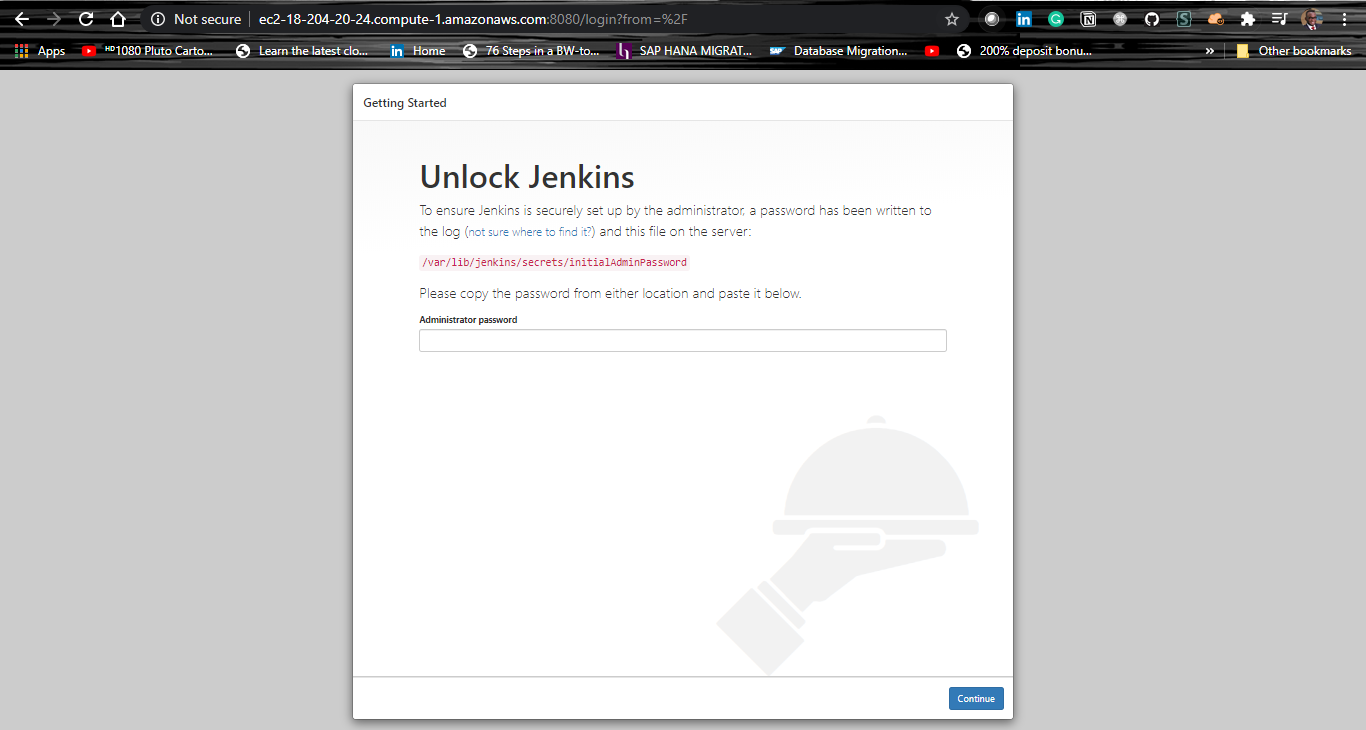 Not secure ec2-18-204-20-24.compute-1.amazonaws.com:8080/login?from=%2F
Apps HD1080 Pluto Carto... Learn the latest clo... Home 76 Steps in a BW-to... SAP HANA MIGRAT... Database Migration... 200% deposit bonu... » Other bookmarks
Getting Started
Unlock Jenkins
To ensure Jenkins is securely set up by the administrator, a password has been written to
the log (not sure where to find it?) and this file on the server:
/var/lib/jenkins/secrets/initialAdminPassword
Please copy the password from either location and paste it below.
Administrator password
Continue